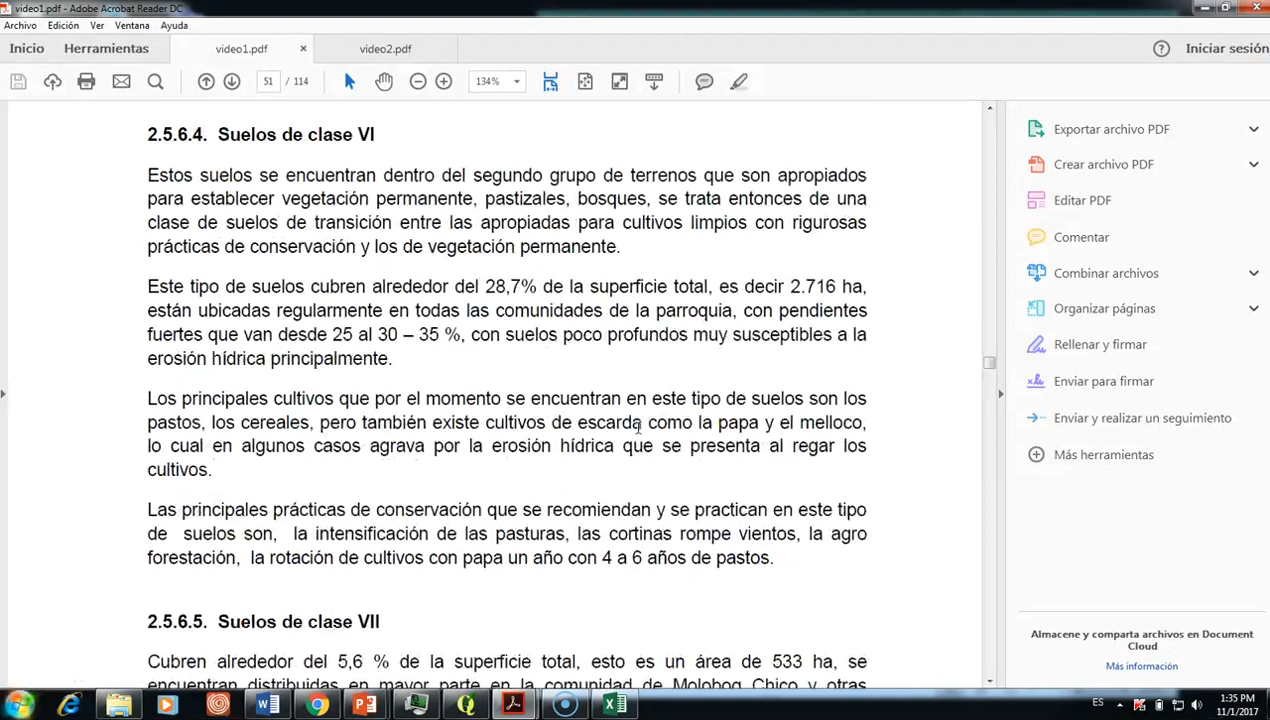 video1.pdf - Adobe Acrobat Reader DC
Archivo Edición Ver Ventana Ayuda
Inicio Herramientas video1.pdf × video2.pdf Iniciar sesión
51 / 114 134%
2.5.6.4. Suelos de clase VI
Estos suelos se encuentran dentro del segundo grupo de terrenos que son apropiados
para establecer vegetación permanente, pastizales, bosques, se trata entonces de una
clase de suelos de transición entre las apropiadas para cultivos limpios con rigurosas
prácticas de conservación y los de vegetación permanente.
Este tipo de suelos cubren alrededor del 28,7% de la superficie total, es decir 2.716 ha,
están ubicadas regularmente en todas las comunidades de la parroquia, con pendientes
fuertes que van desde 25 al 30 – 35 %, con suelos poco profundos muy susceptibles a la
erosión hídrica principalmente.
Los principales cultivos que por el momento se encuentran en este tipo de suelos son los
pastos, los cereales, pero también existe cultivos de escarda como la papa y el melloco,
lo cual en algunos casos agrava por la erosión hídrica que se presenta al regar los
cultivos.
Las principales prácticas de conservación que se recomiendan y se practican en este tipo
de suelos son, la intensificación de las pasturas, las cortinas rompe vientos, la agro
forestación, la rotación de cultivos con papa un año con 4 a 6 años de pastos.
2.5.6.5. Suelos de clase VII
Cubren alrededor del 5,6 % de la superficie total, esto es un área de 533 ha, se
encuentran distribuidas en mayor parte en la comunidad de Molobog Chico y otras
Exportar archivo PDF
Crear archivo PDF
Editar PDF
Comentar
Combinar archivos
Organizar páginas
Rellenar y firmar
Enviar para firmar
Enviar y realizar un seguimiento
Más herramientas
Almacene y comparta archivos en Document
Cloud
Más información
ES 1:35 PM
11/1/2017